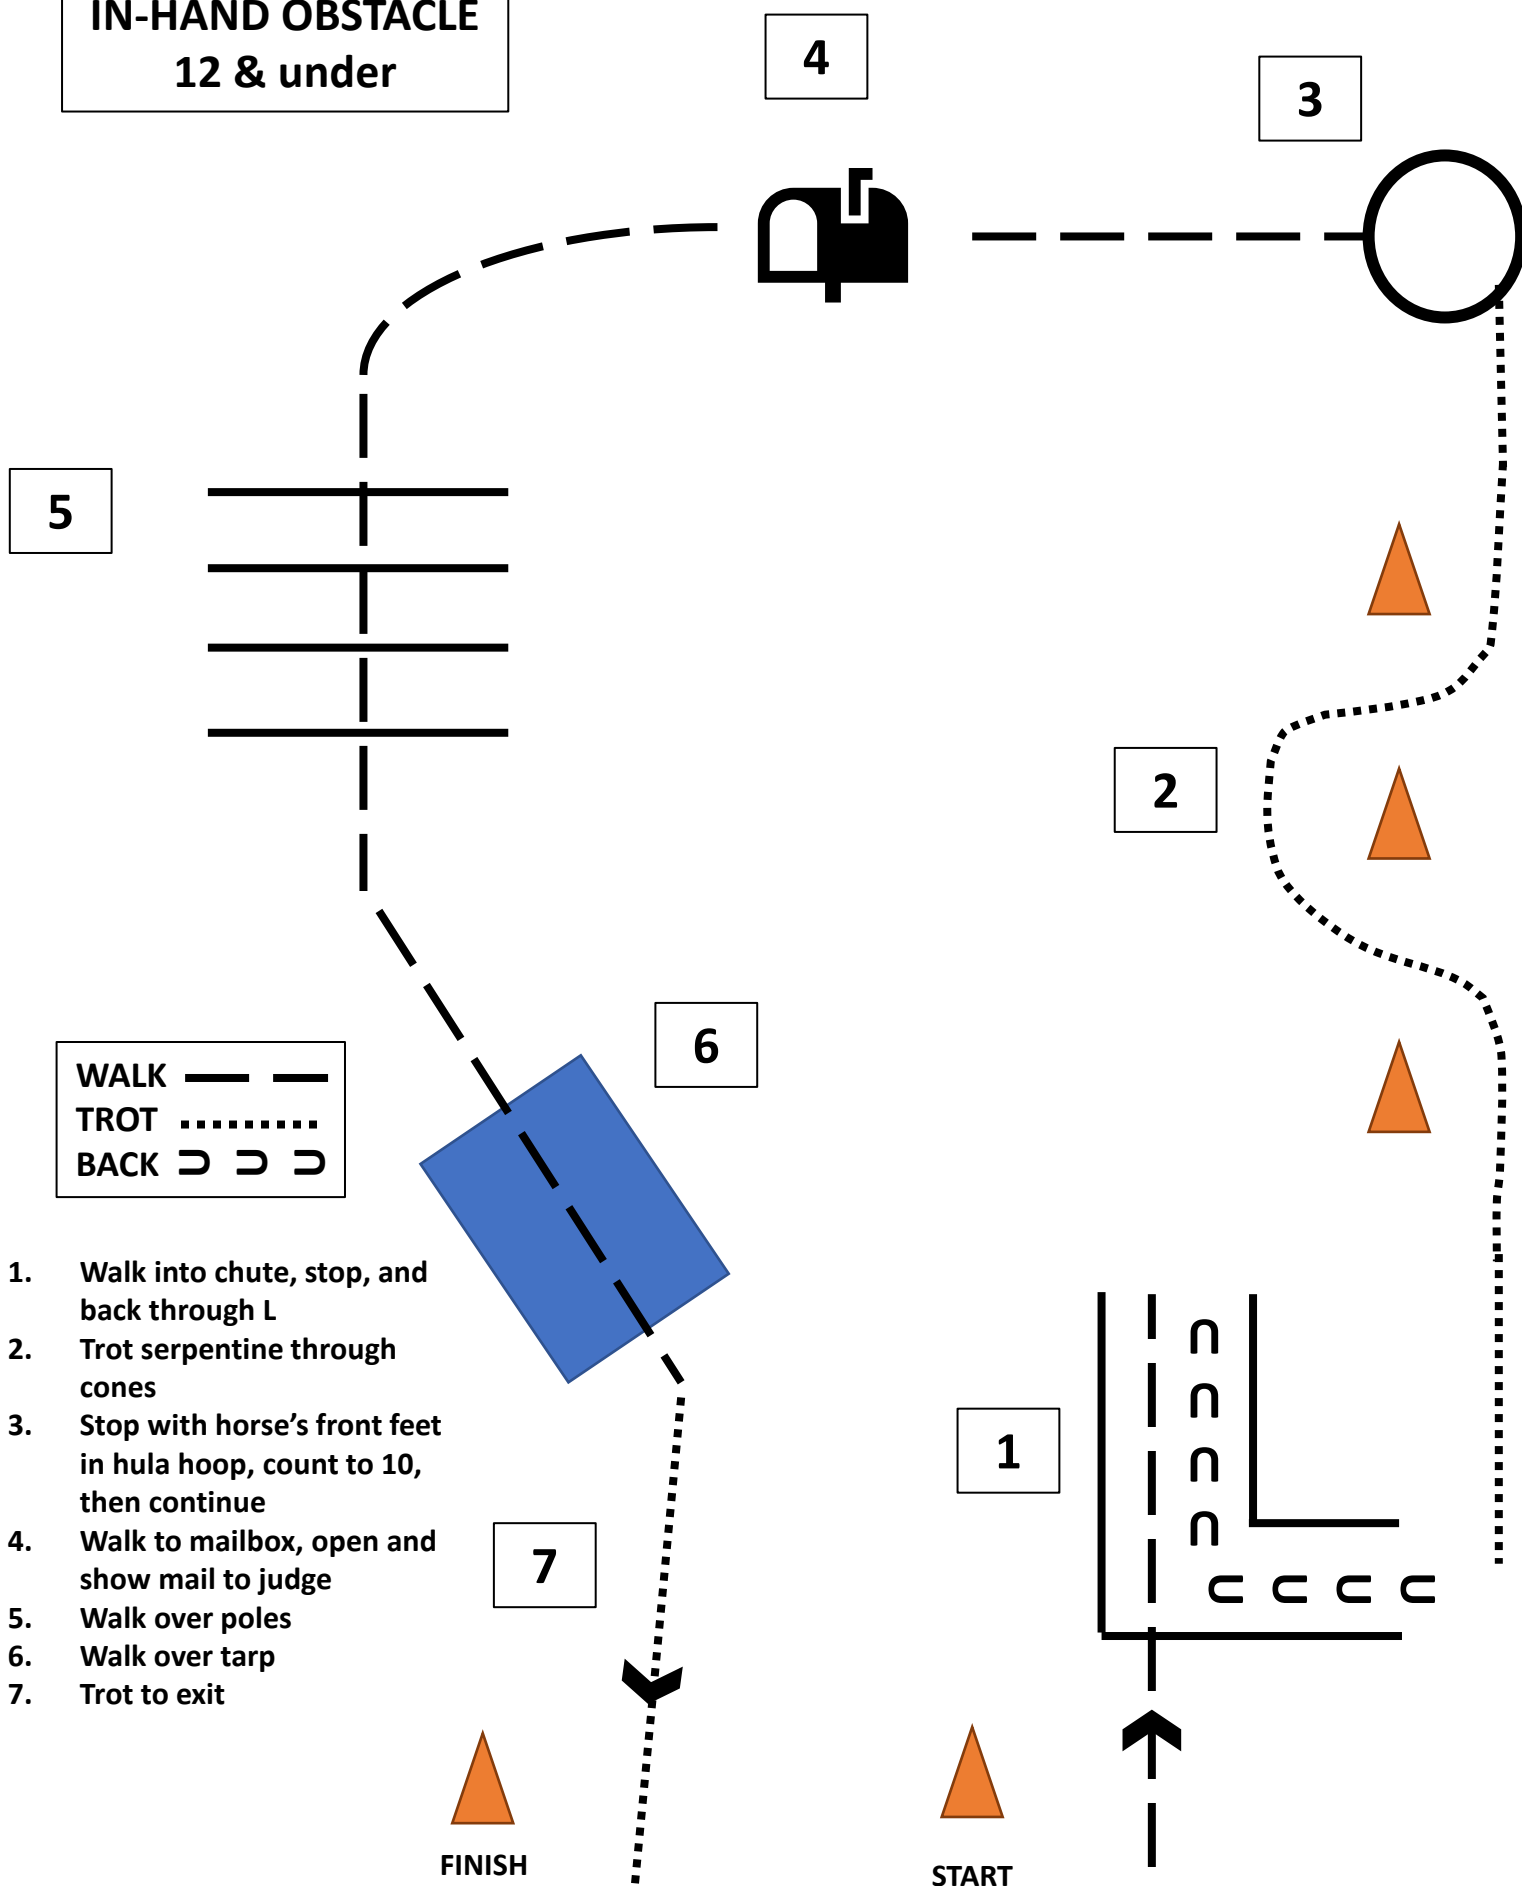 IN-HAND OBSTACLE
12 & under
4
3
5
2
6
WALK
TROT
BACK
1.	Walk into chute, stop, and
back through L
2.	Trot serpentine through
cones
3.	Stop with horse’s front feet
in hula hoop, count to 10,
then continue
4.	Walk to mailbox, open and
show mail to judge
5.	Walk over poles
6.	Walk over tarp
7.	Trot to exit
1
7
FINISH
START